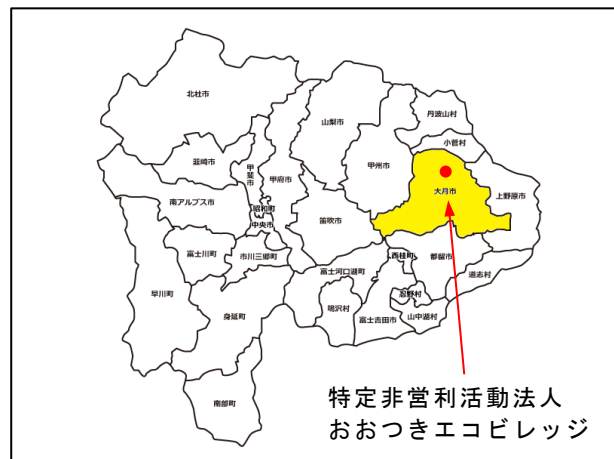 北杜市
山梨市
丹波山村
小菅村
韮崎市
甲斐市
甲府市
甲州市
大月市
上野原市
南アルプス市
昭和町
中央市
笛吹市
富士川町
市川三郷町
富士河口湖町
西桂町
都留市
道志村
早川町
身延町
鳴沢村
忍野村
富士吉田市
山中湖村
南部町
特定非営利活動法人
おおつきエコビレッジ